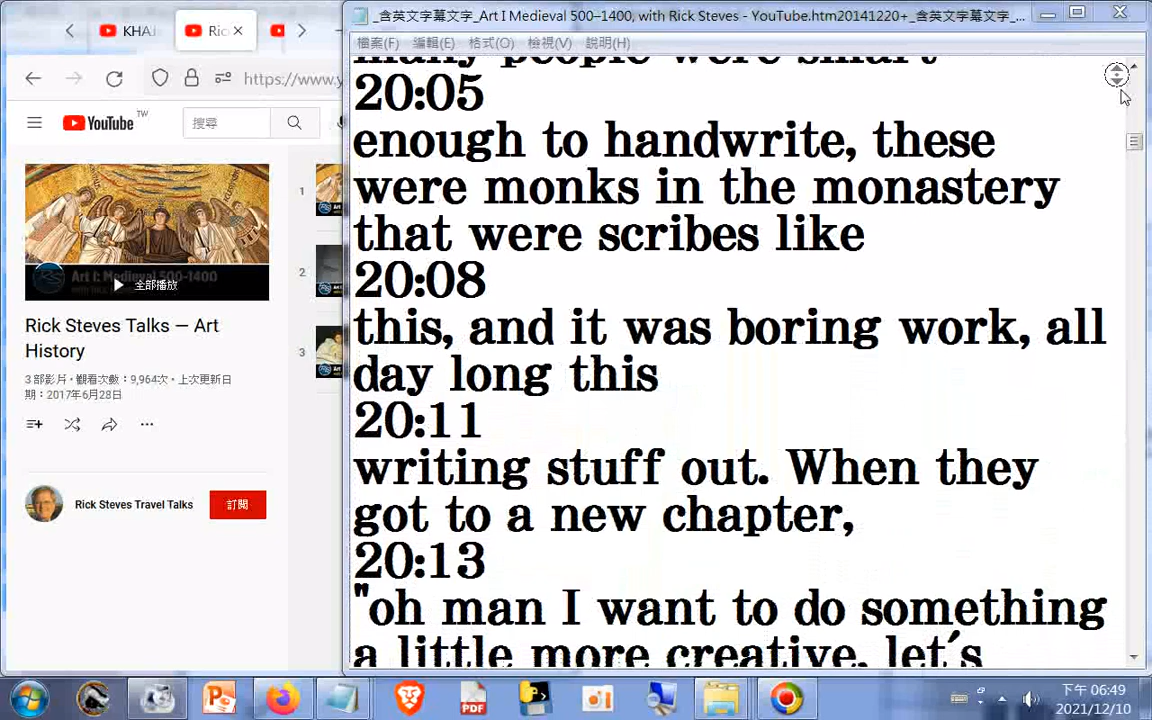 KHAJ
Ric
_含英文字幕文字_Art I Medieval 500–1400, with Rick Steves - YouTube.htm20141220+_含英文字幕文字_...
檔案(F) 編輯(E) 格式(O) 檢視(V) 說明(H)
https://www.y
YouTube TW
搜尋
many people were smart
20:05
enough to handwrite, these
were monks in the monastery
that were scribes like
20:08
this, and it was boring work, all
day long this
20:11
writing stuff out. When they
got to a new chapter,
20:13
"oh man I want to do something
a little more creative, let's
Art I: Medieval 500-1400
全部播放
Rick Steves Talks — Art
History
3 部影片・觀看次數：9,964次・上次更新日
期：2017年6月28日
Rick Steves Travel Talks
訂閱
1
2
3
PDF
下午 06:49
2021/12/10